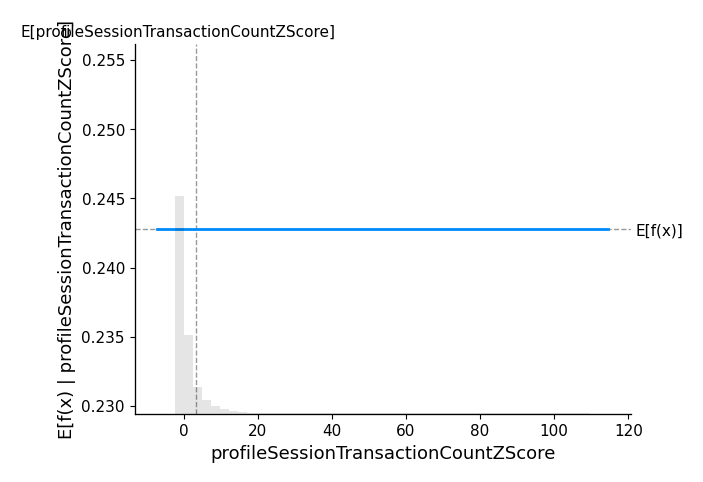 E[profileSessionTransactionCountZScore]
E[f(x) | profileSessionTransactionCountZScore]
0.255
0.250
0.245
0.240
0.235
0.230
E[f(x)]
0 20 40 60 80 100 120
profileSessionTransactionCountZScore